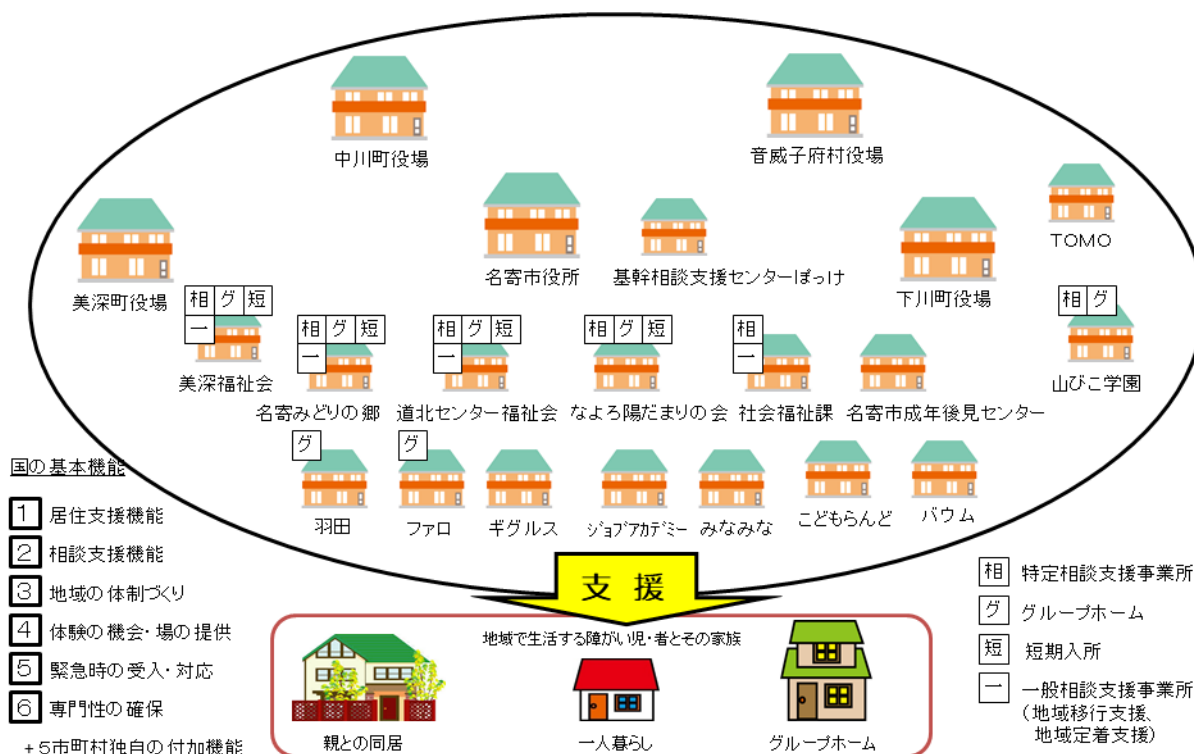 中川町役場
音威子府村役場
TOMO
美深町役場
名寄市役所
基幹相談支援センターぽっけ
下川町役場
相 グ 短
一
美深福祉会
相 グ 短
一
名寄みどりの郷
相 グ 短
一
道北センター福祉会
相 グ 短
なよろ陽だまりの会
相
一
社会福祉課
名寄市成年後見センター
相 グ
山びこ学園
グ
羽田
グ
ファロ
ギグルス
ジョブアカデミー
みなみな
こどもらんど
バウム
国の基本機能
1 居住支援機能
2 相談支援機能
3 地域の体制づくり
4 体験の機会・場の提供
5 緊急時の受入・対応
6 専門性の確保
+5市町村独自の付加機能
支援
地域で生活する障がい児・者とその家族
親との同居
一人暮らし
グループホーム
相 特定相談支援事業所
グ グループホーム
短 短期入所
一 一般相談支援事業所
(地域移行支援、
地域定着支援)